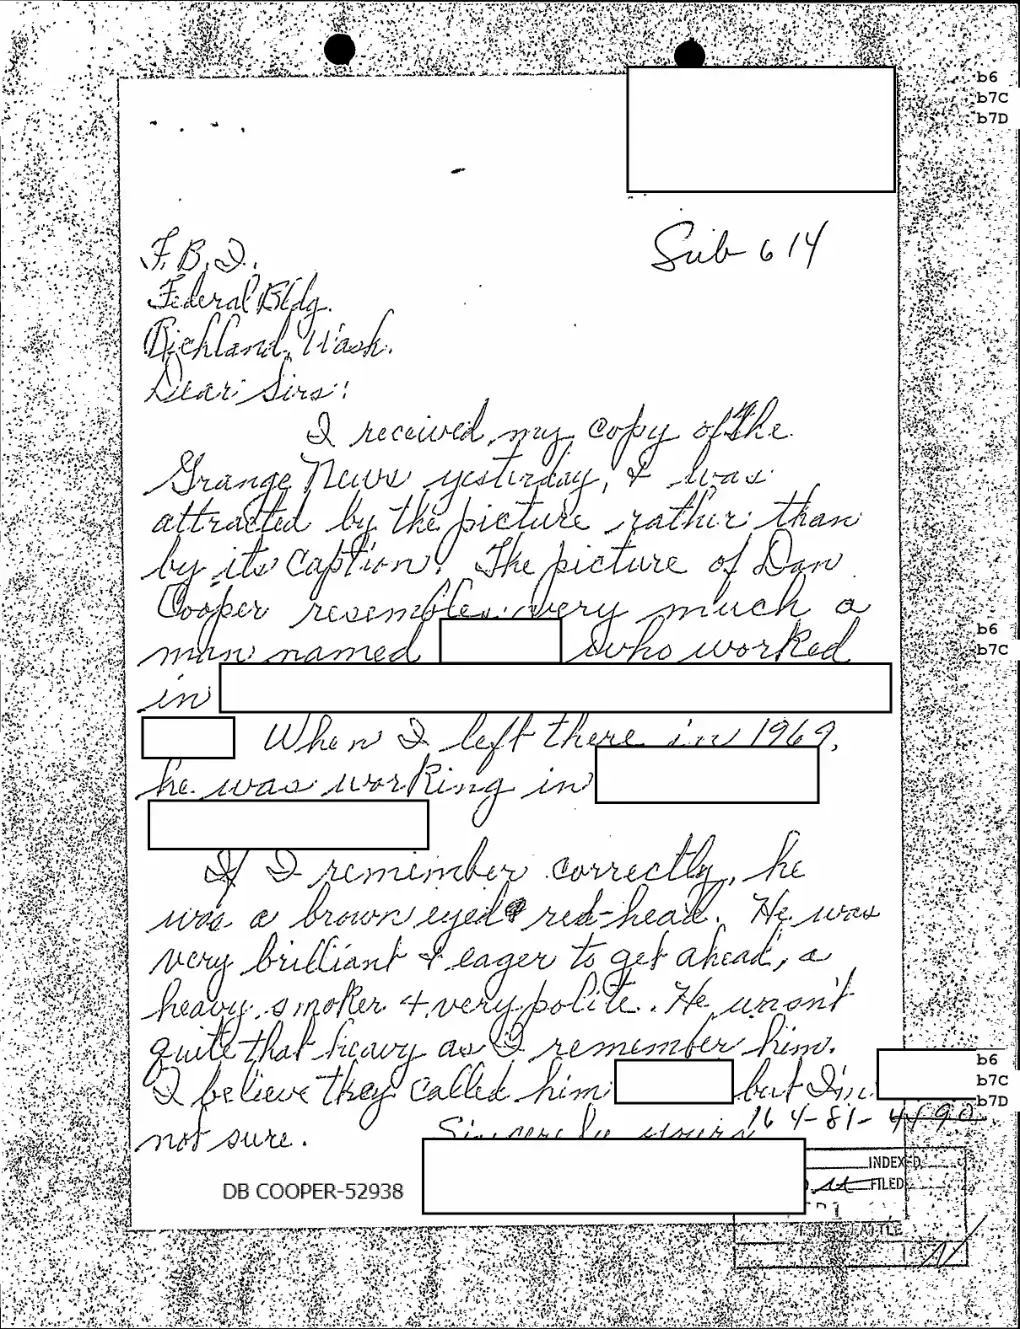 b6
b7C
b7D
Sub 614
F.B.I.
Federal Bldg.
Richland, Wash.
Dear Sirs:
I received my copy of the
Grange News yesterday, & was
attracted by the picture rather than
by its caption. The picture of Dan
Cooper resembles very much a
b6
man named who worked
b7C
in
When I left there in 1969,
he was working in
If I remember correctly, he
was a brown eyed red-head. He was
very brilliant & eager to get ahead, a
heavy smoker & very polite. He wasn't
quite that heavy as I remember him.
b6
I believe they called him but I'm
b7C
b7D
not sure.
Sincerely yours
164-81-4190
INDEXED
FILED
DB COOPER-52938
SEATTLE